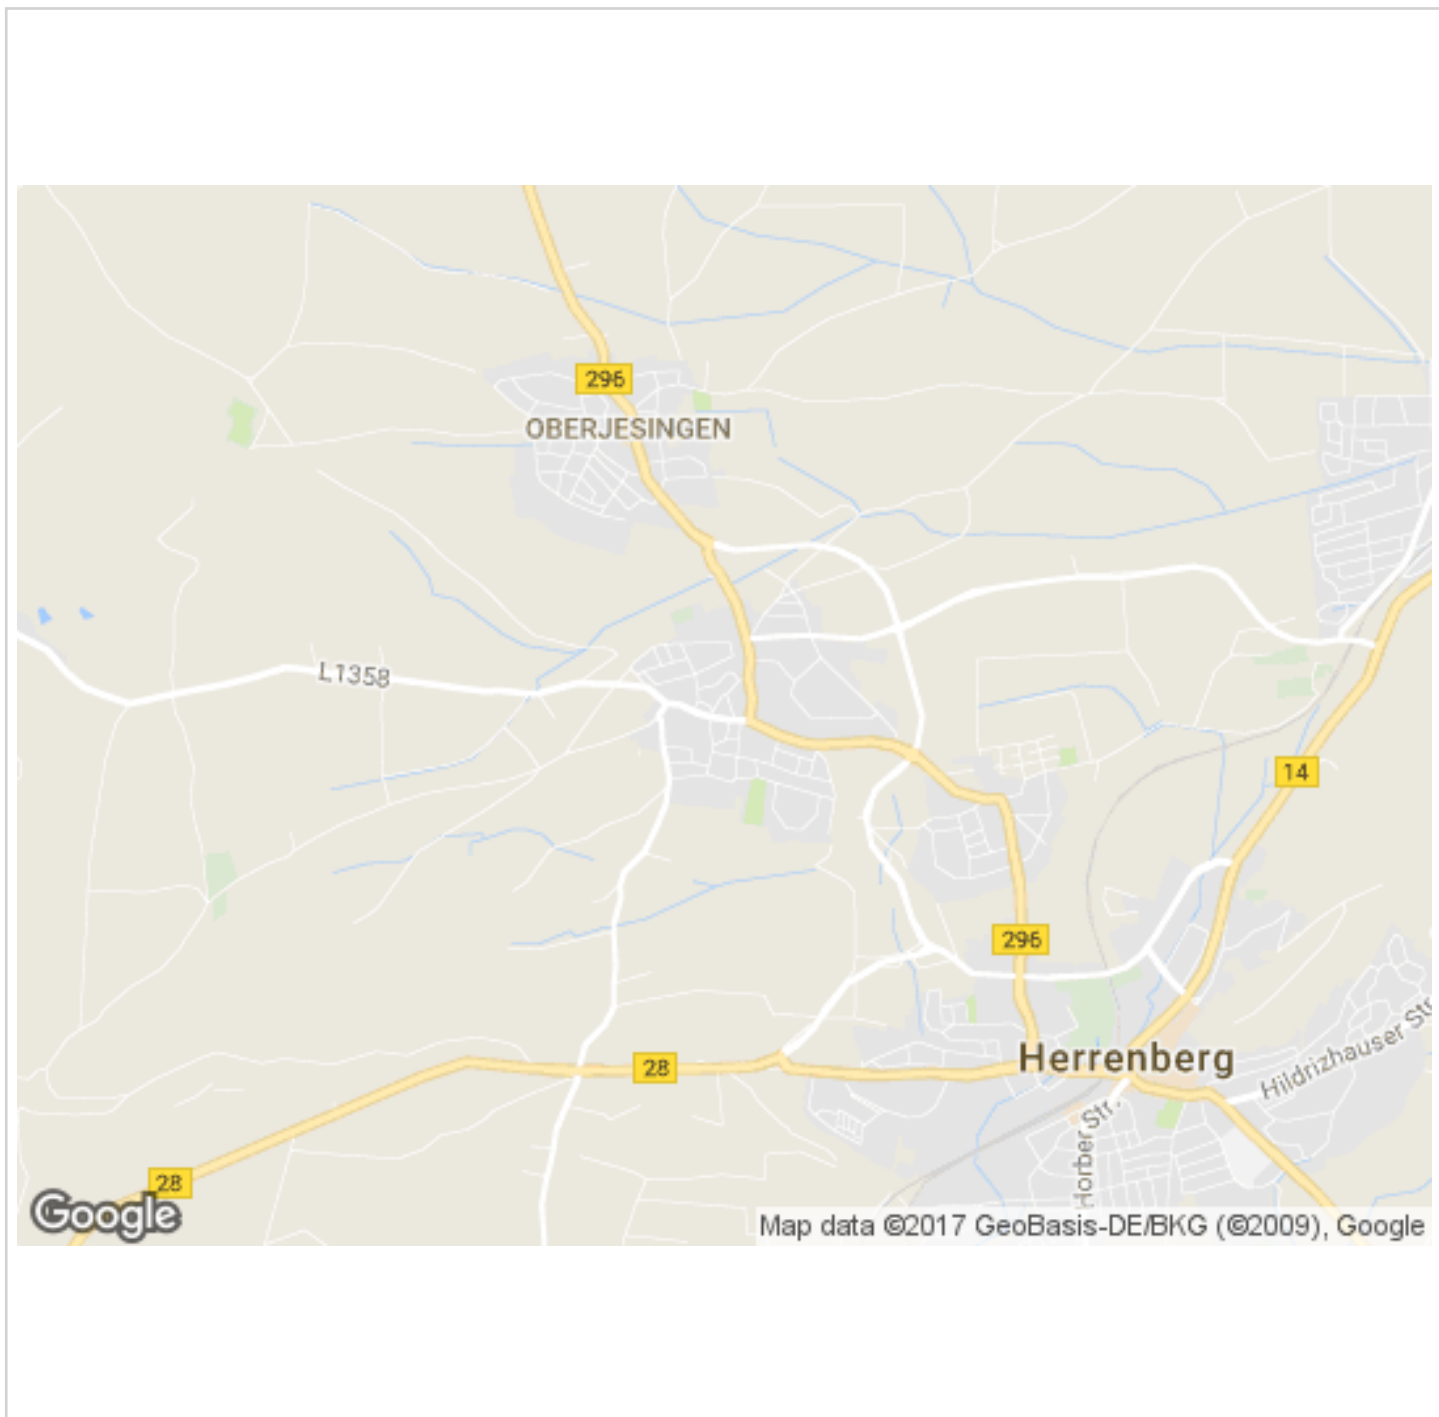 296
OBERJESINGEN
L1358
14
296
Herrenberg
28
Hildrizhauser Str
Horber Str.
28
Google
Map data ©2017 GeoBasis-DE/BKG (©2009), Google